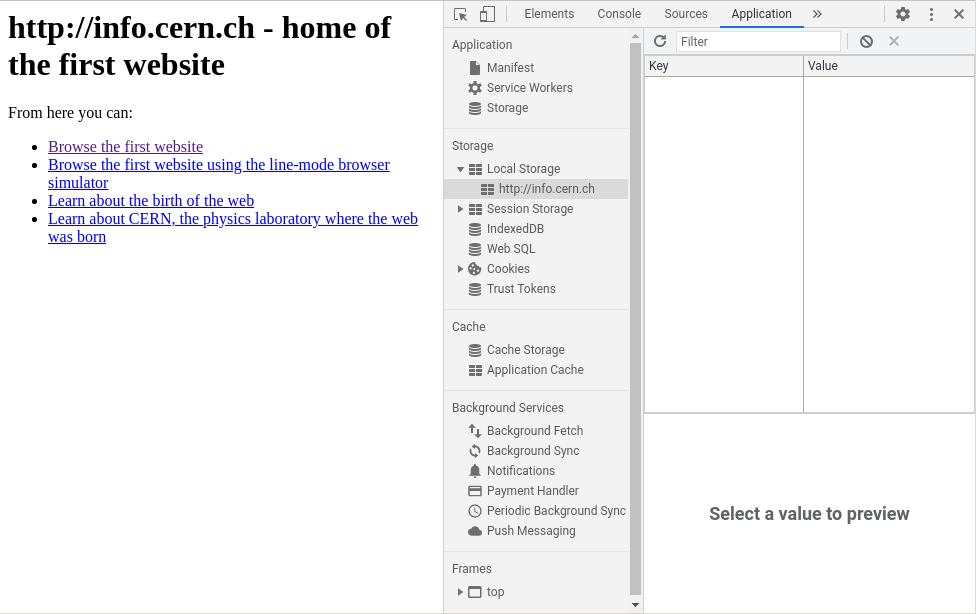 http://info.cern.ch - home of
the first website
From here you can:
Browse the first website
Browse the first website using the line-mode browser
simulator
Learn about the birth of the web
Learn about CERN, the physics laboratory where the web
was born
Elements Console Sources Application »
Application
Manifest
Service Workers
Storage
Storage
Local Storage
http://info.cern.ch
Session Storage
IndexedDB
Web SQL
Cookies
Trust Tokens
Cache
Cache Storage
Application Cache
Background Services
Background Fetch
Background Sync
Notifications
Payment Handler
Periodic Background Sync
Push Messaging
Frames
top
Filter
Key Value
Select a value to preview